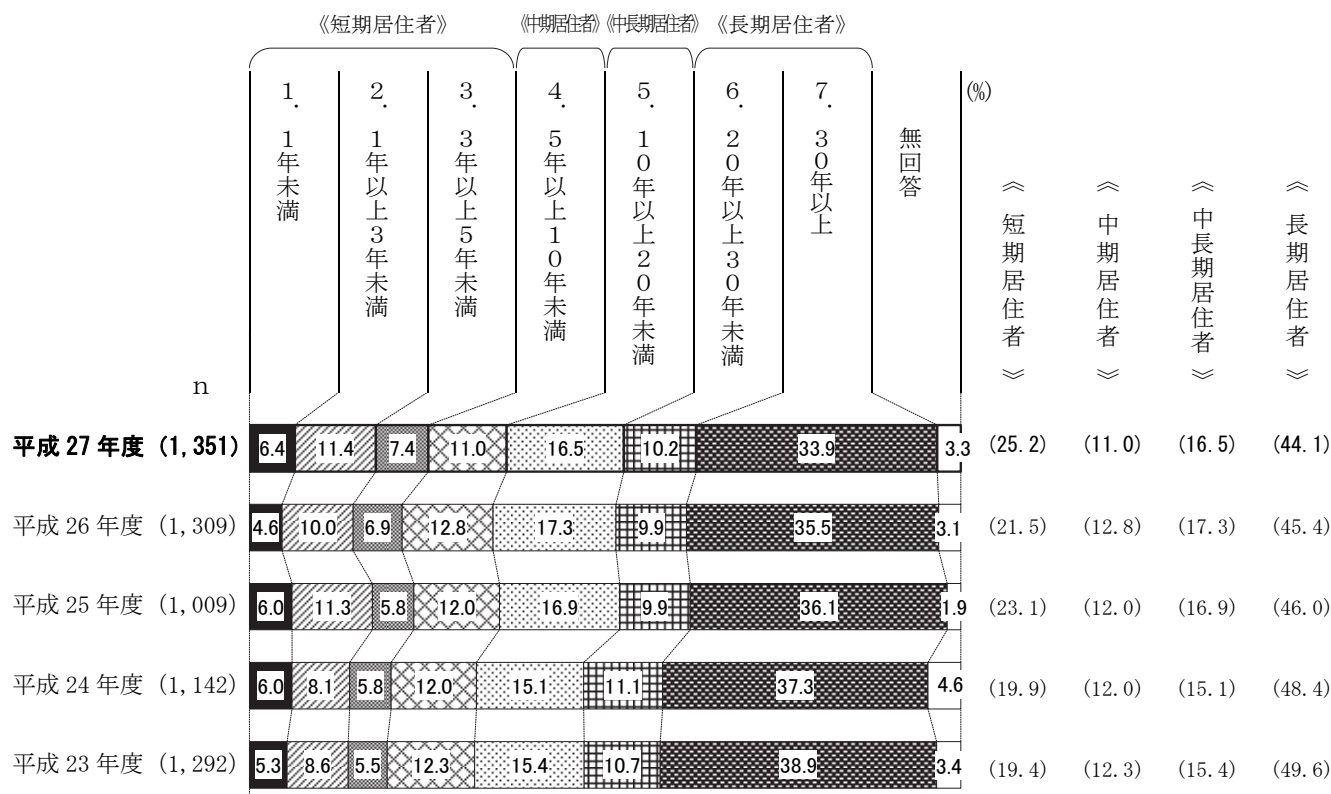 《短期居住者》 《中期居住者》 《中長期居住者》 《長期居住者》
１．１年未満
２．１年以上３年未満
３．３年以上５年未満
４．５年以上１０年未満
５．１０年以上２０年未満
６．２０年以上３０年未満
７．３０年以上
無回答
(%)
《短期居住者》
《中期居住者》
《中長期居住者》
《長期居住者》
ｎ
平成 27 年度 (1,351) 6.4 11.4 7.4 11.0 16.5 10.2 33.9 3.3 (25.2) (11.0) (16.5) (44.1)
平成 26 年度 (1,309) 4.6 10.0 6.9 12.8 17.3 9.9 35.5 3.1 (21.5) (12.8) (17.3) (45.4)
平成 25 年度 (1,009) 6.0 11.3 5.8 12.0 16.9 9.9 36.1 1.9 (23.1) (12.0) (16.9) (46.0)
平成 24 年度 (1,142) 6.0 8.1 5.8 12.0 15.1 11.1 37.3 4.6 (19.9) (12.0) (15.1) (48.4)
平成 23 年度 (1,292) 5.3 8.6 5.5 12.3 15.4 10.7 38.9 3.4 (19.4) (12.3) (15.4) (49.6)